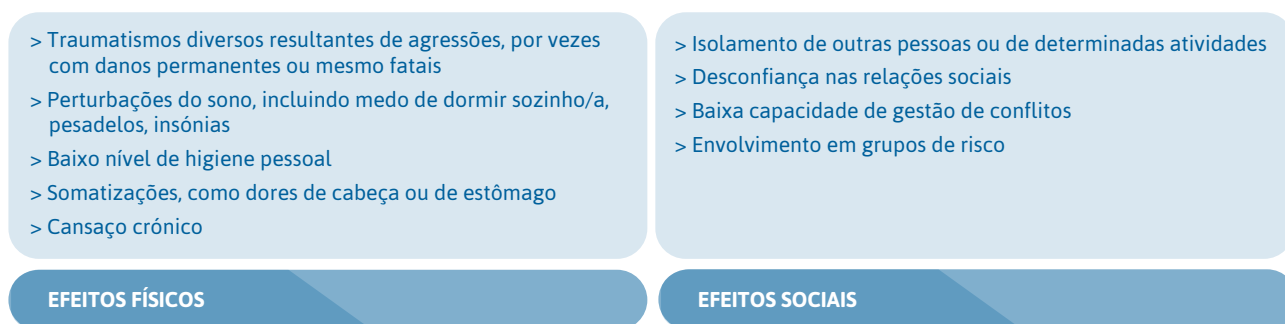 > Traumatismos diversos resultantes de agressões, por vezes
com danos permanentes ou mesmo fatais
> Perturbações do sono, incluindo medo de dormir sozinho/a,
pesadelos, insónias
> Baixo nível de higiene pessoal
> Somatizações, como dores de cabeça ou de estômago
> Cansaço crónico
EFEITOS FÍSICOS
> Isolamento de outras pessoas ou de determinadas atividades
> Desconfiança nas relações sociais
> Baixa capacidade de gestão de conflitos
> Envolvimento em grupos de risco
EFEITOS SOCIAIS